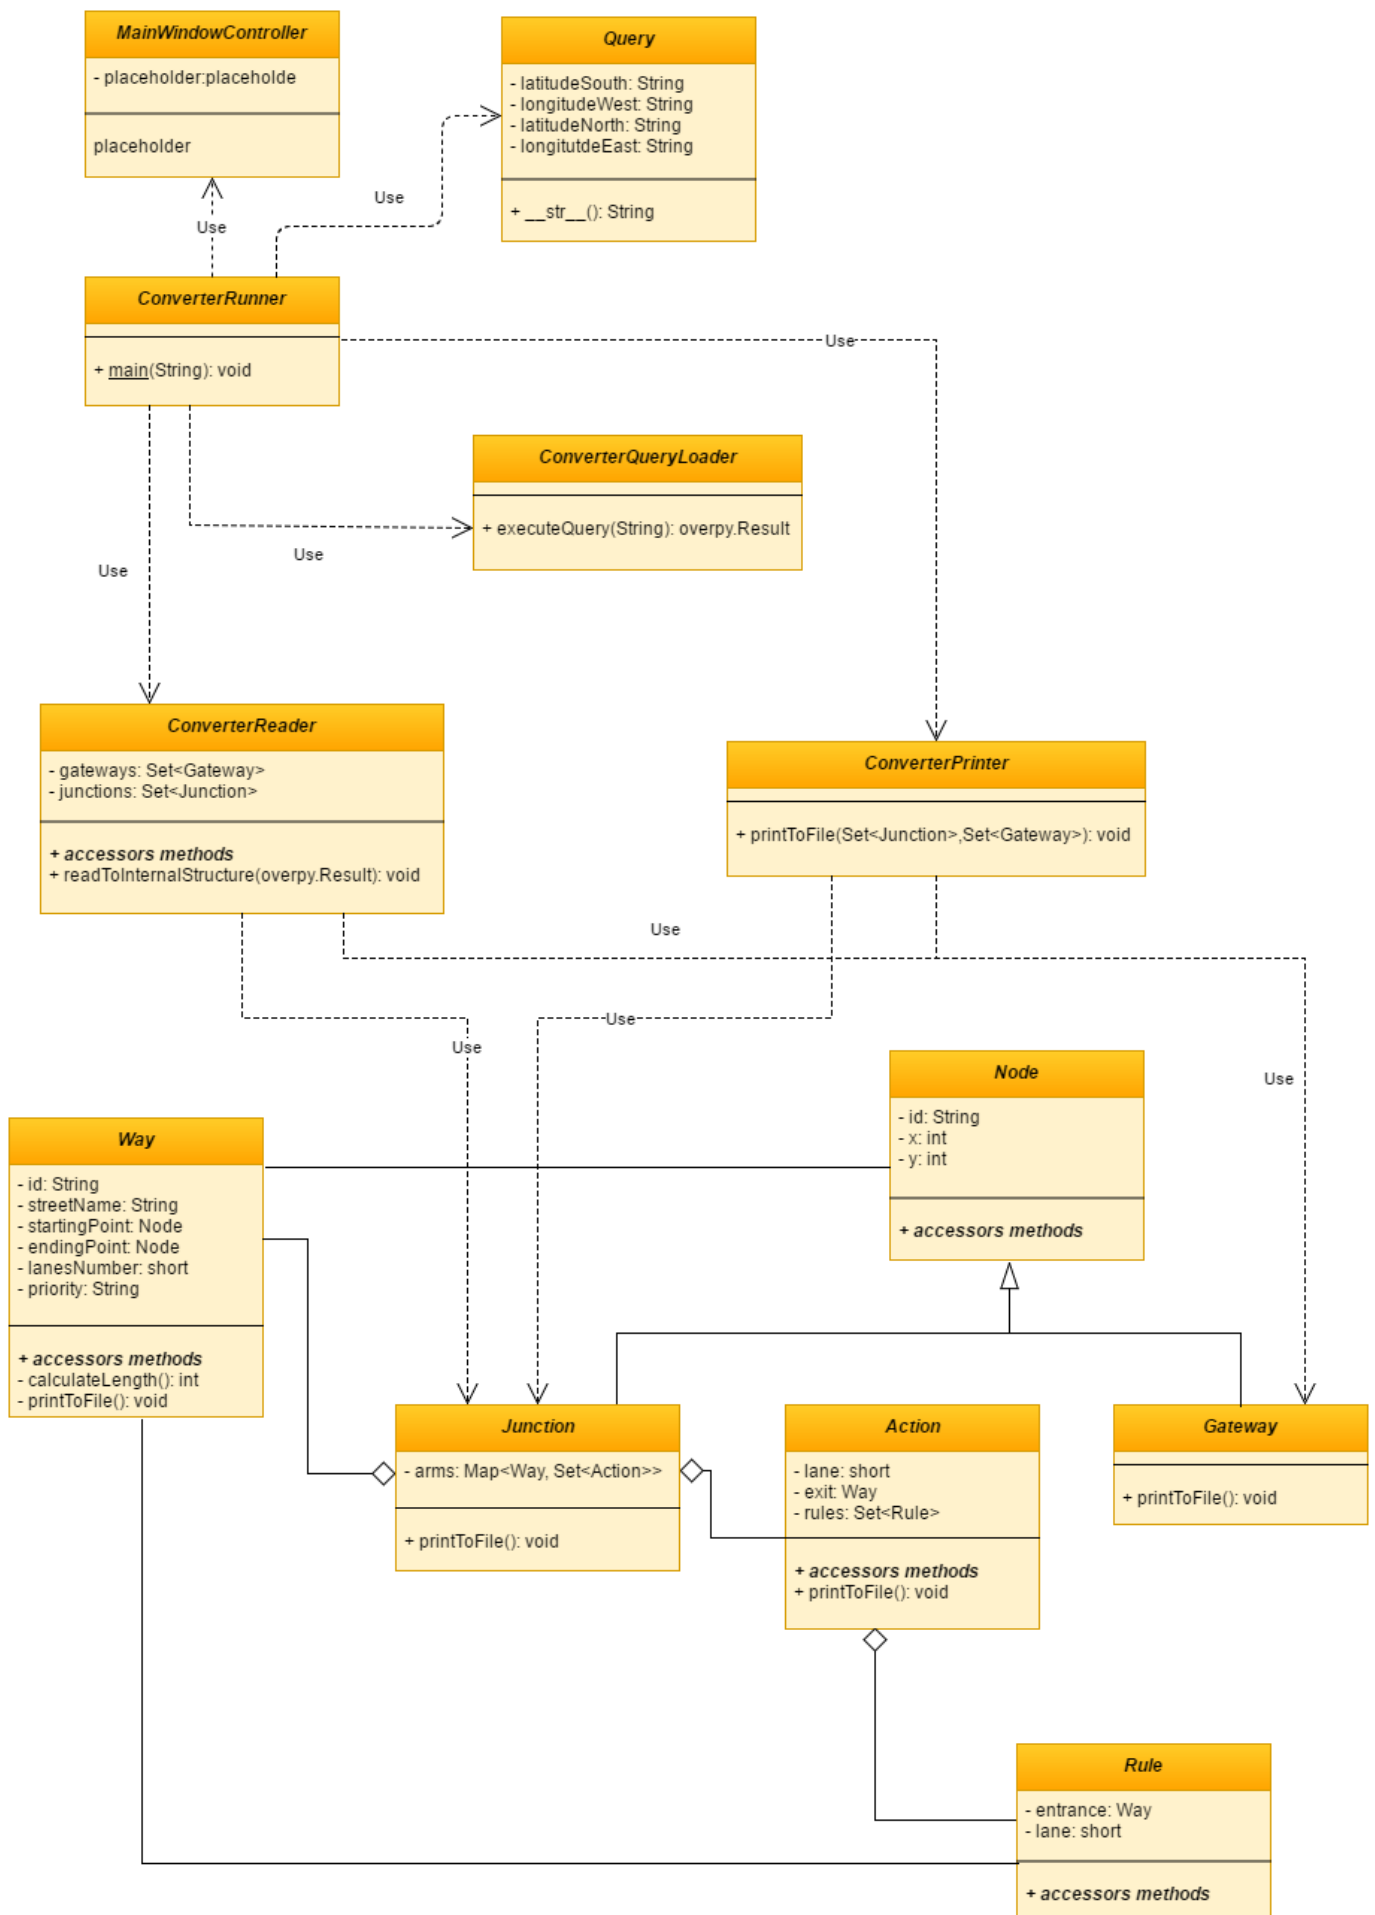 MainWindowController
- placeholder:placeholde
placeholder
Query
- latitudeSouth: String
- longitudeWest: String
- latitudeNorth: String
- longitutdeEast: String
+ __str__(): String
Use
Use
ConverterRunner
+ main(String): void
Use
ConverterQueryLoader
+ executeQuery(String): overpy.Result
Use
Use
ConverterReader
- gateways: Set<Gateway>
- junctions: Set<Junction>
+ accessors methods
+ readToInternalStructure(overpy.Result): void
ConverterPrinter
+ printToFile(Set<Junction>,Set<Gateway>): void
Use
Use
Use
Use
Node
- id: String
- x: int
- y: int
+ accessors methods
Way
- id: String
- streetName: String
- startingPoint: Node
- endingPoint: Node
- lanesNumber: short
- priority: String
+ accessors methods
- calculateLength(): int
- printToFile(): void
Junction
- arms: Map<Way, Set<Action>>
+ printToFile(): void
Action
- lane: short
- exit: Way
- rules: Set<Rule>
+ accessors methods
+ printToFile(): void
Gateway
+ printToFile(): void
Rule
- entrance: Way
- lane: short
+ accessors methods